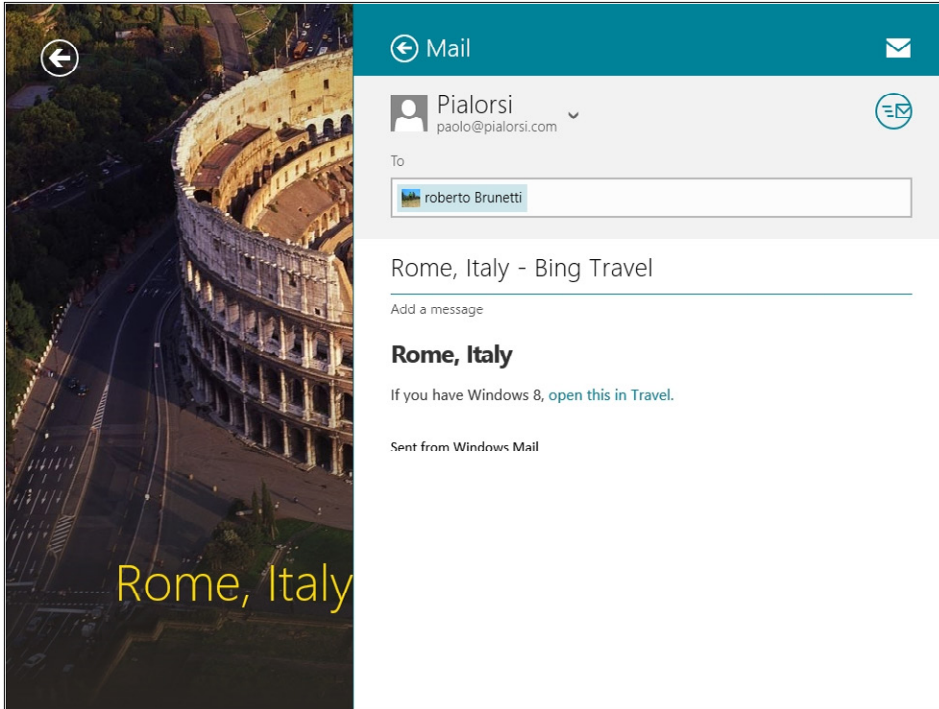 Rome, Italy
Mail
Pialorsi
paolo@pialorsi.com
To
roberto Brunetti
Rome, Italy - Bing Travel
Add a message
Rome, Italy
If you have Windows 8, open this in Travel.
Sent from Windows Mail